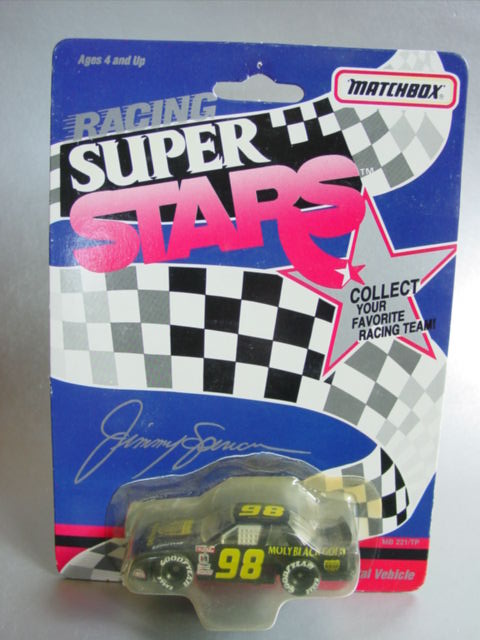 Ages 4 and Up
MATCHBOX
RACING
SUPER
STARS TM
COLLECT
YOUR
FAVORITE
RACING TEAM!
Jimmy Spencer
98
98
MOLY BLACK GOLD
GOODYEAR
GOODYEAR
MB 221/TP
Vehicle